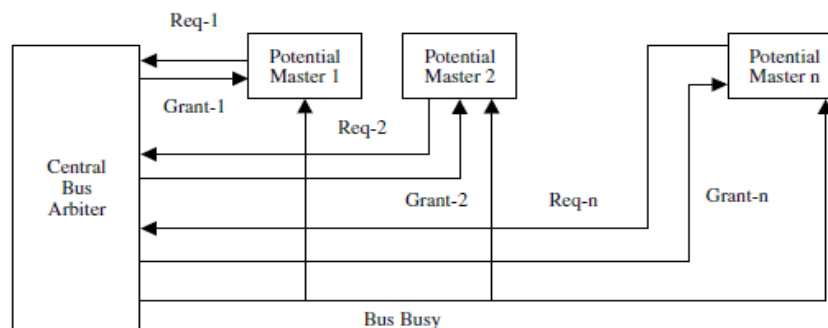 Req-1
Potential
Master 1
Potential
Master 2
Potential
Master n
Grant-1
Req-2
Central
Bus
Arbiter
Grant-2
Req-n
Grant-n
Bus Busy